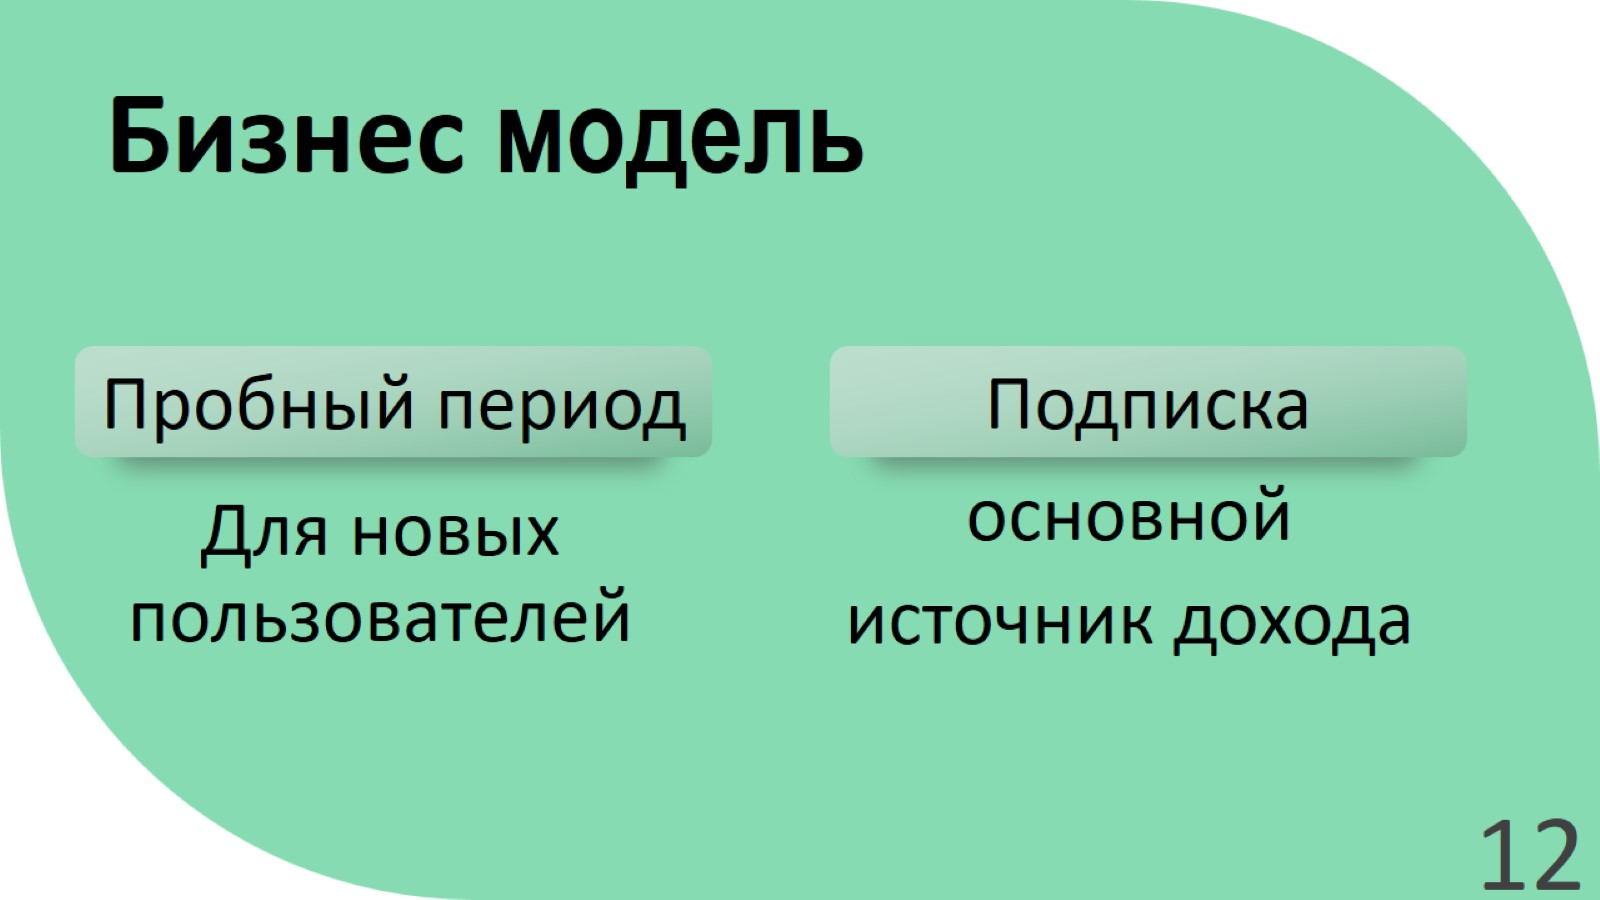 Бизнес модель
Пробный период
Для новых
пользователей
Подписка
основной
источник дохода
12